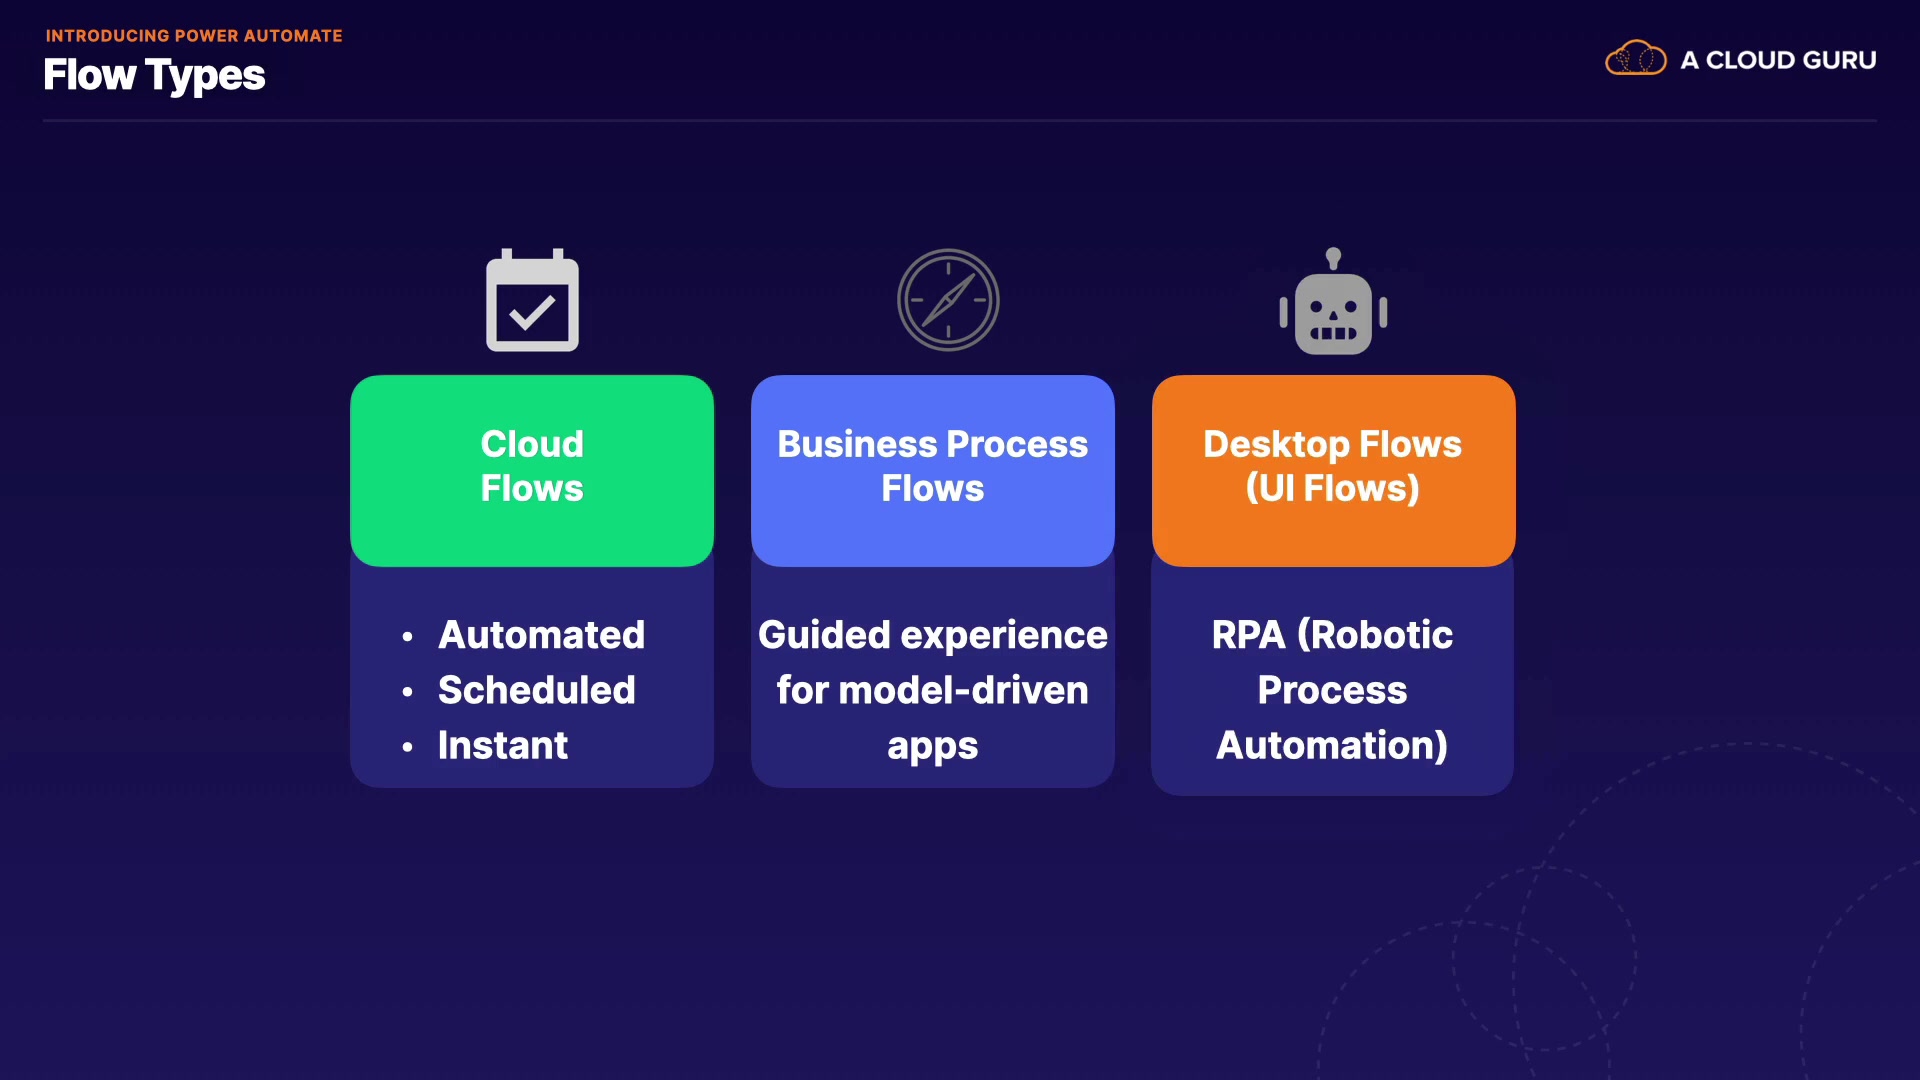 INTRODUCING POWER AUTOMATE
Flow Types
A CLOUD GURU
Cloud
Flows
• Automated
• Scheduled
• Instant
Business Process
Flows
Guided experience
for model-driven
apps
Desktop Flows
(UI Flows)
RPA (Robotic
Process
Automation)